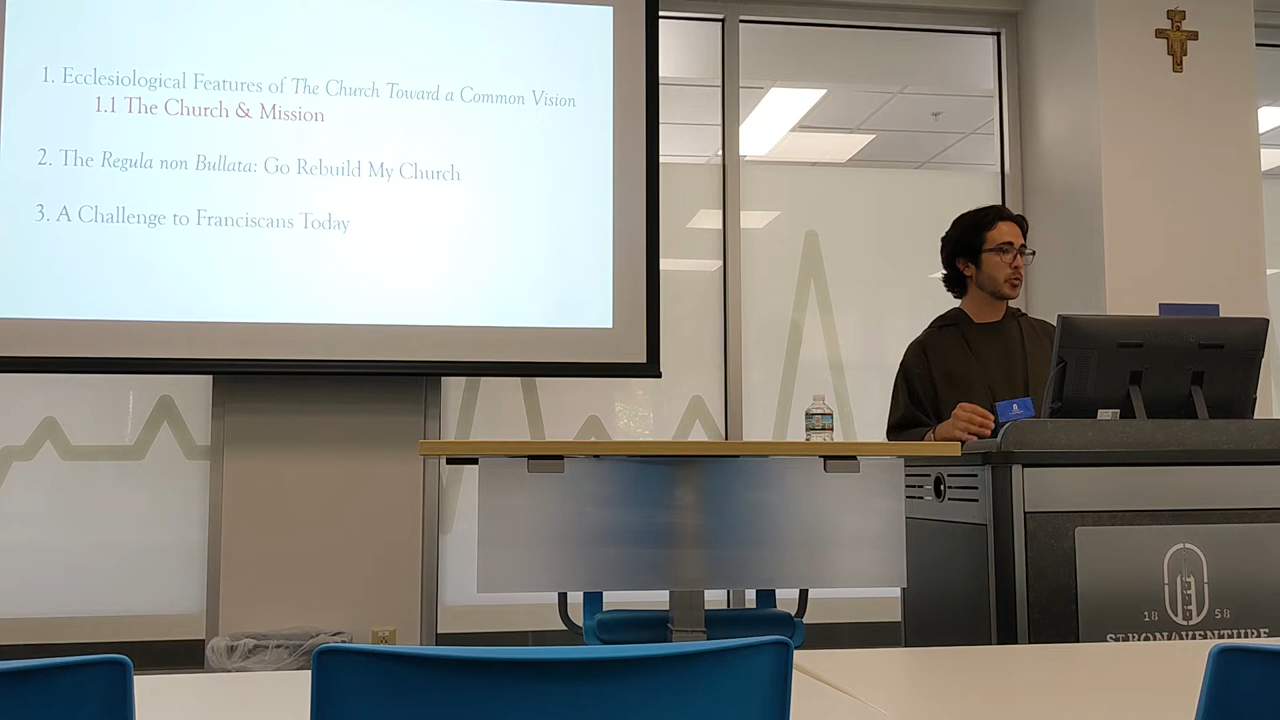 1. Ecclesiological Features of The Church Toward a Common Vision
1.1 The Church & Mission
2. The Regula non Bullata: Go Rebuild My Church
3. A Challenge to Franciscans Today
18 58
ST. BONAVENTURE